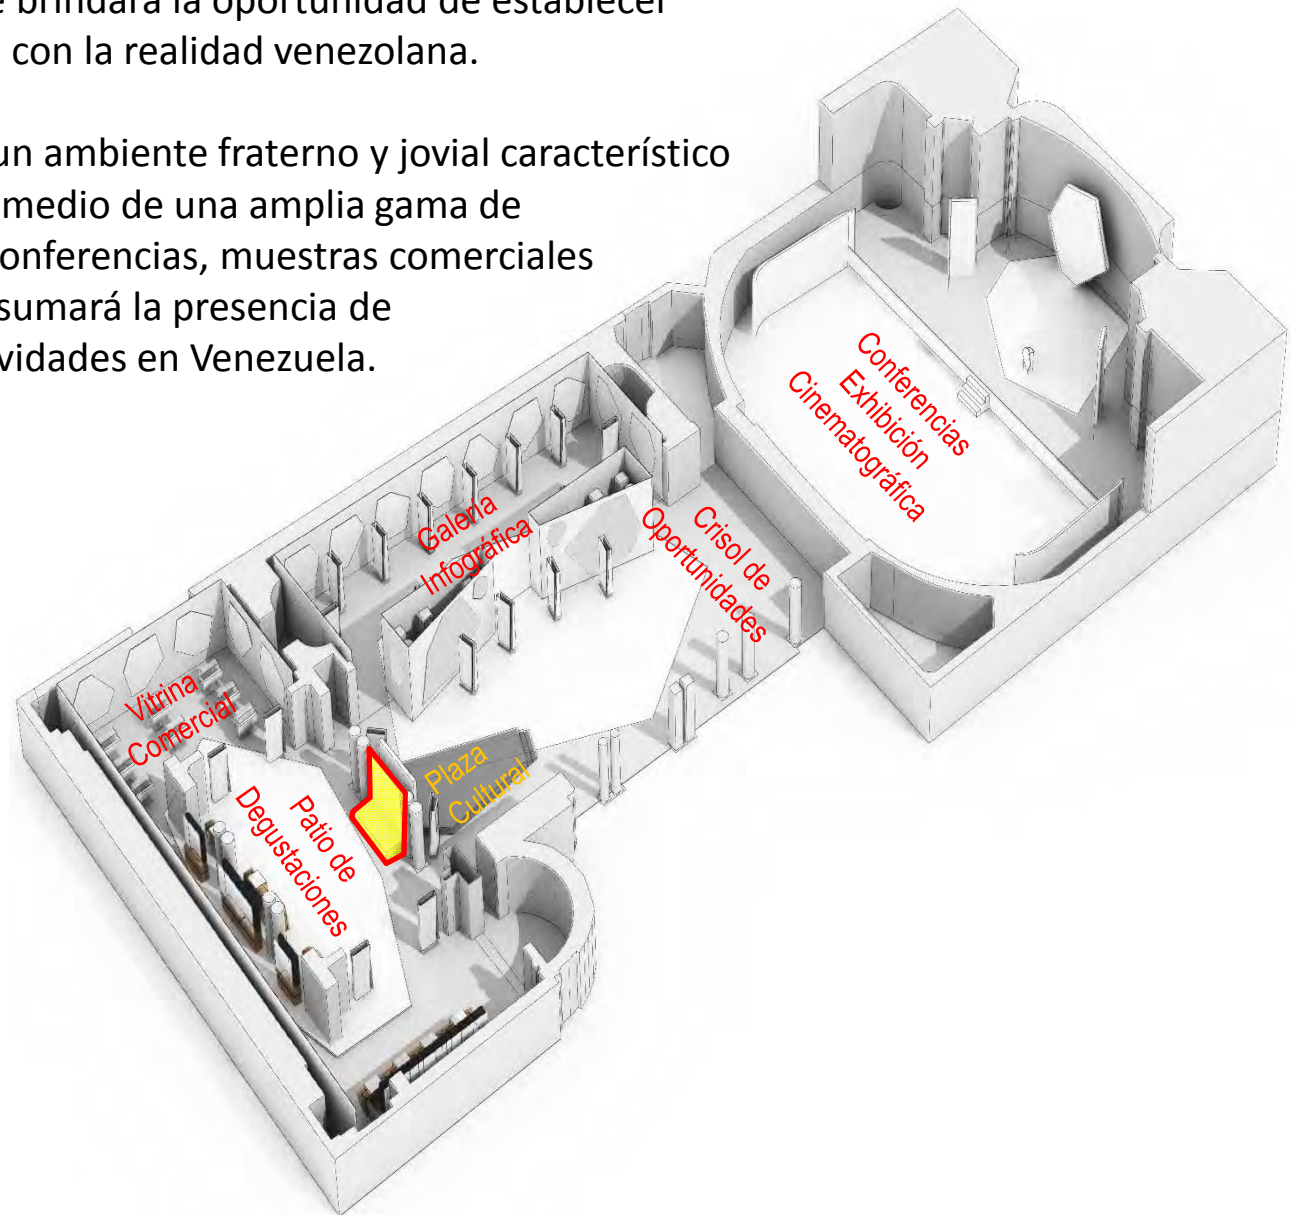 brindará la oportunidad de establecer
con la realidad venezolana.
un ambiente fraterno y jovial característico
medio de una amplia gama de
onferencias, muestras comerciales
sumará la presencia de
vidades en Venezuela.
Conferencias
Exhibición
Cinematográfica
Galería
Infográfica
Crisol de
Oportunidades
Vitrina
Comercial
Plaza
Cultural
Patio de
Degustaciones